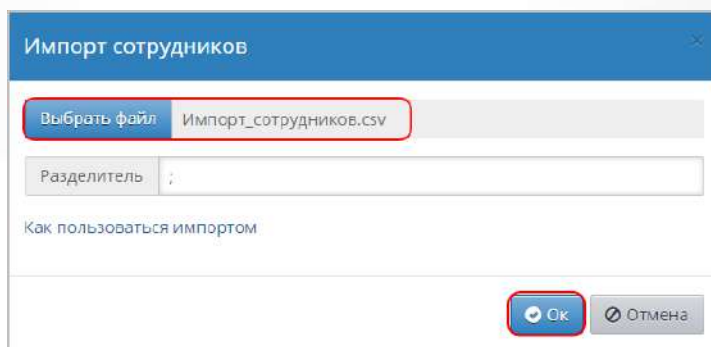 Импорт сотрудников
Выбрать файл Импорт_сотрудников.csv
Разделитель ;
Как пользоваться импортом
Ок Отмена